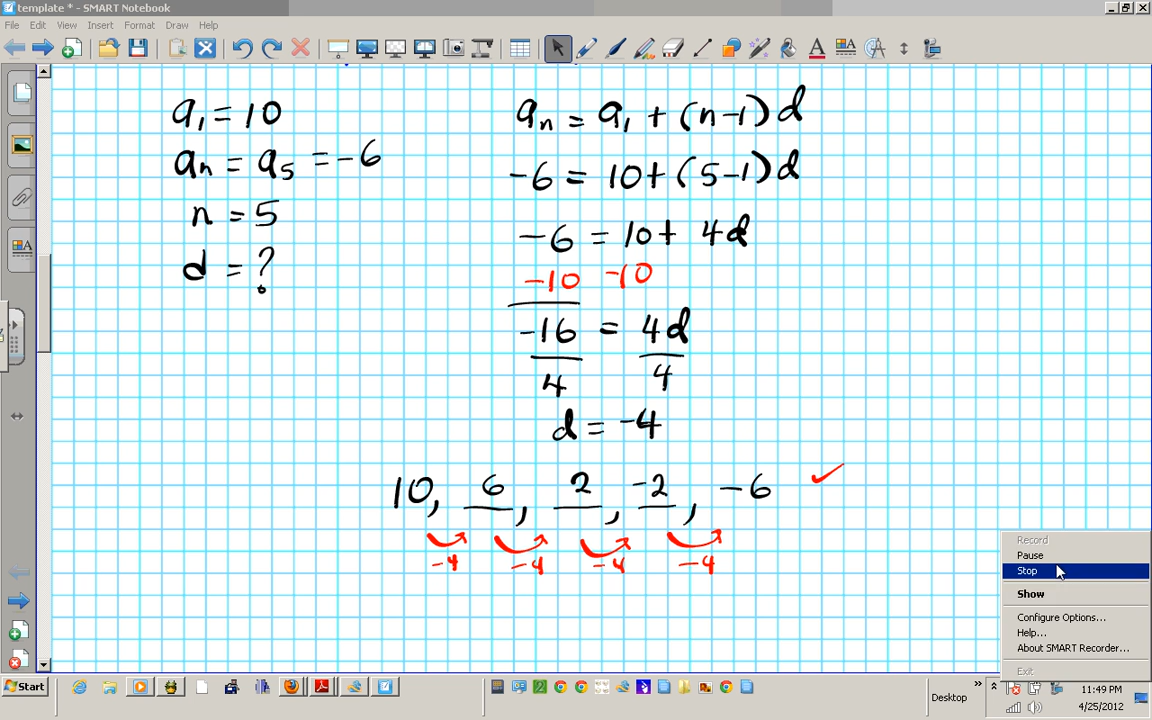 template * - SMART Notebook
File Edit View Insert Format Draw Help
a₁ = 10
aₙ = a₅ = -6
n = 5
d = ?
aₙ = a₁ + (n-1)d
-6 = 10 + (5-1)d
-6 = 10 + 4d
-10 -10
-16 = 4d
4 4
d = -4
10, 6, 2, -2, -6 ✓
-4 -4 -4 -4
Record
Pause
Stop
Show
Configure Options...
Help...
About SMART Recorder...
Exit
Start
Desktop
»
11:49 PM
4/25/2012